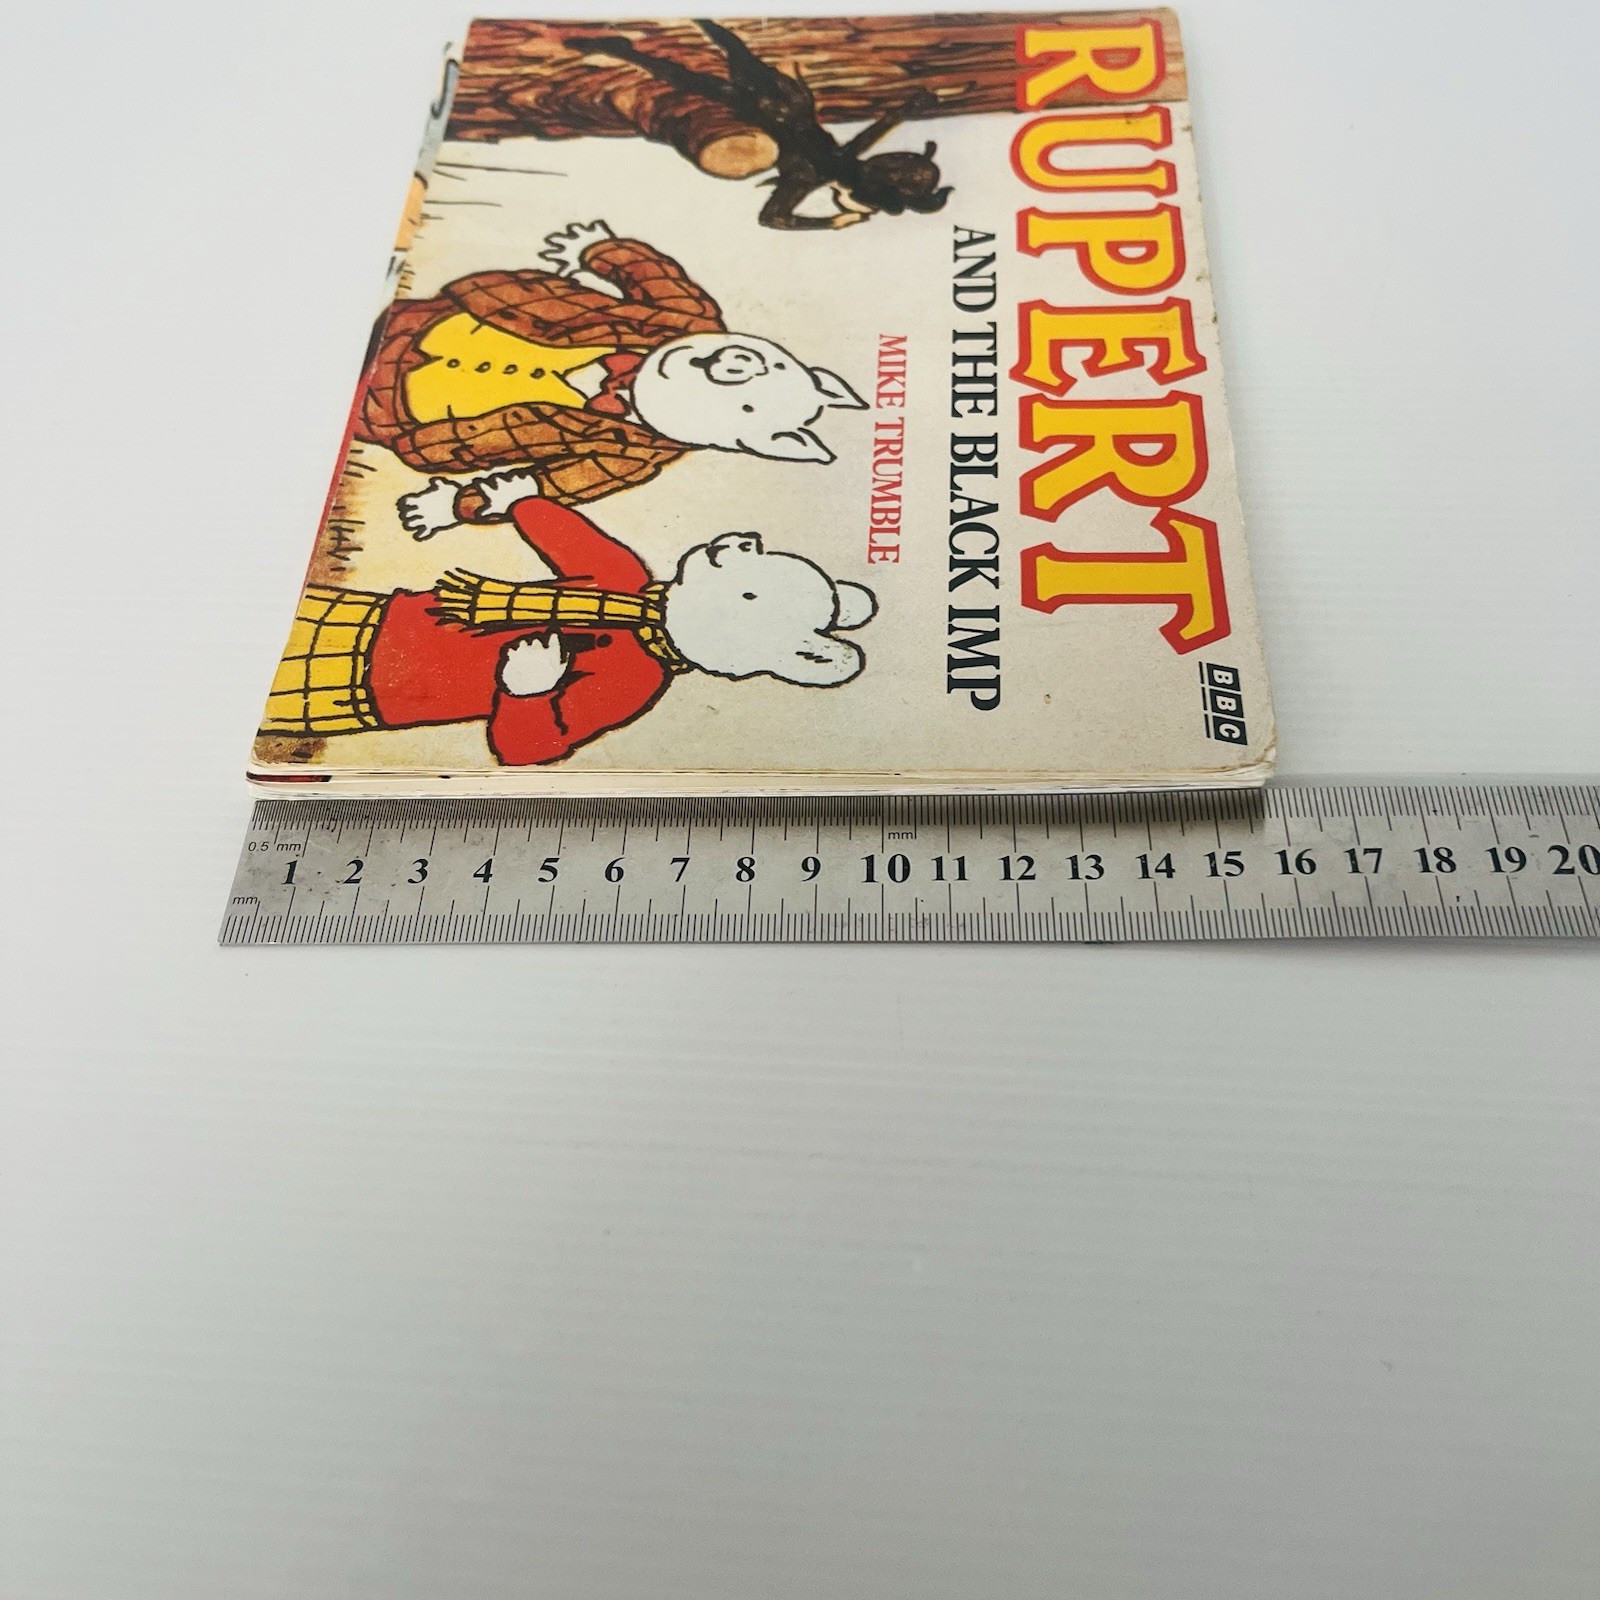 RUPERT
BBC
AND THE BLACK IMP
MIKE TRUMBLE
0.5 mm
mm
1 2 3 4 5 6 7 8 9 10 11 12 13 14 15 16 17 18 19 20
mm